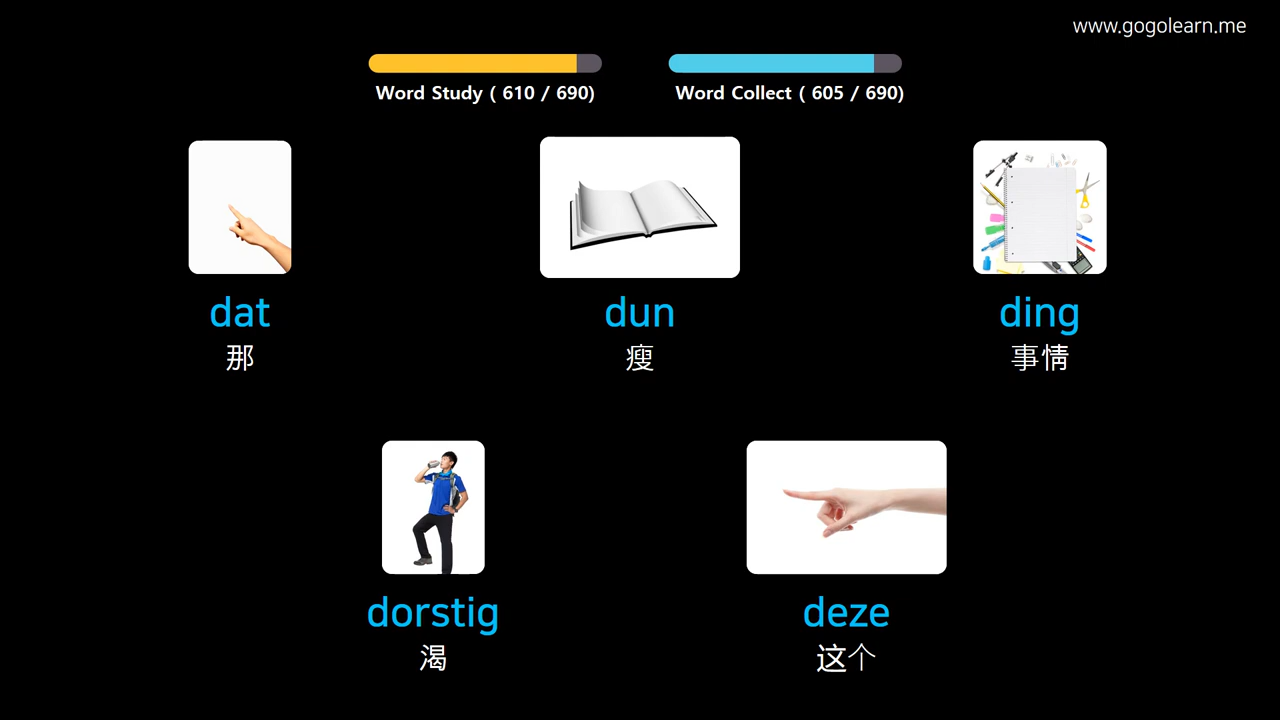 www.gogolearn.me
Word Study ( 610 / 690)
Word Collect ( 605 / 690)
dat
那
dun
瘦
ding
事情
dorstig
渴
deze
这个